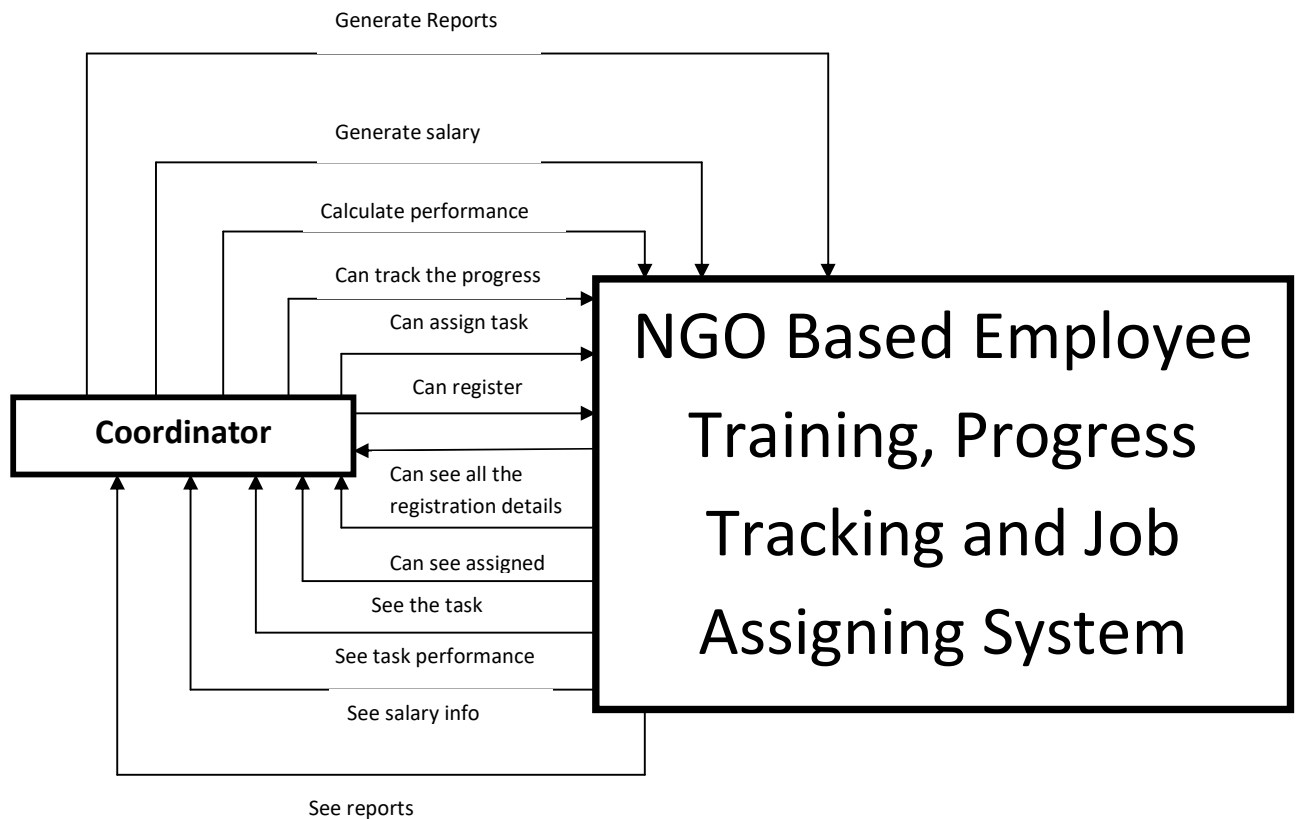 Generate Reports
Generate salary
Calculate performance
Can track the progress
Can assign task
Can register
Coordinator
NGO Based Employee
Training, Progress
Tracking and Job
Assigning System
Can see all the
registration details
Can see assigned
See the task
See task performance
See salary info
See reports